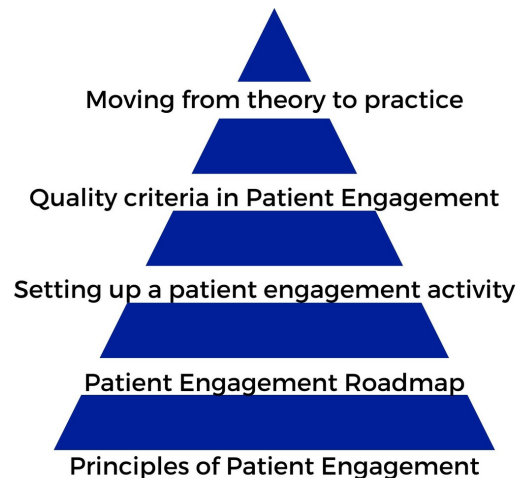 Moving from theory to practice
Quality criteria in Patient Engagement
Setting up a patient engagement activity
Patient Engagement Roadmap
Principles of Patient Engagement